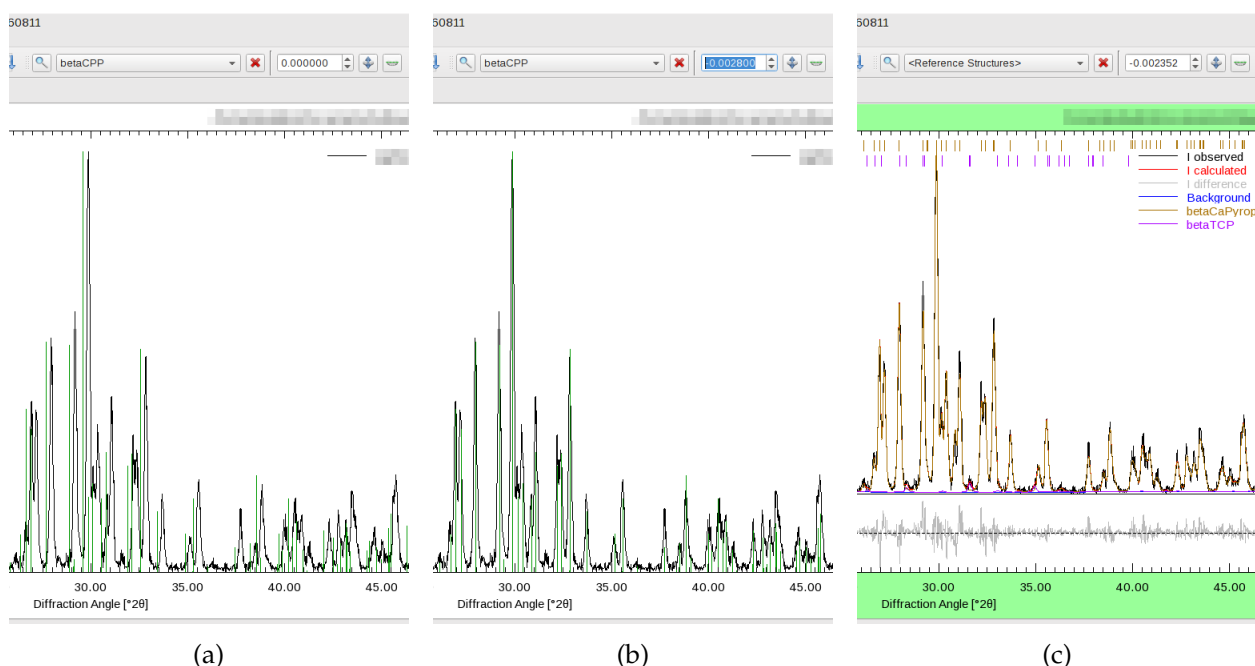 60811
betaCPP
0.000000
30.00
35.00
40.00
45.00
Diffraction Angle [°2θ]
(a)
60811
betaCPP
-0.002800
30.00
35.00
40.00
45.00
Diffraction Angle [°2θ]
(b)
60811
<Reference Structures>
-0.002352
I observed
I calculated
I difference
Background
betaCaPyrop
betaTCP
30.00
35.00
40.00
45.00
Diffraction Angle [°2θ]
(c)